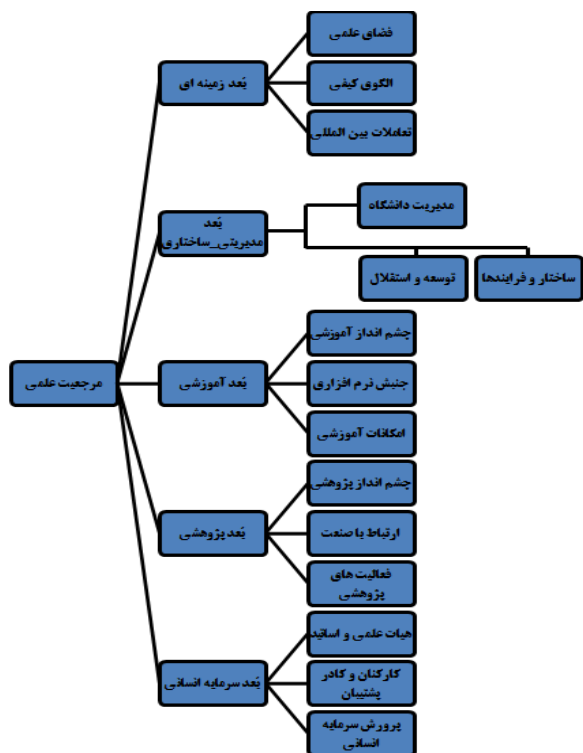 فضای علمی
بُعد زمینه ای
الگوی کیفی
تعاملات بین المللی
مدیریت دانشگاه
بُعد
مدیریتی_ساختاری
ساختار و فرایندها
توسعه و استقلال
چشم انداز آموزشی
مرجعیت علمی
بُعد آموزشی
جنبش نرم افزاری
امکانات آموزشی
چشم انداز پژوهشی
بُعد پژوهشی
ارتباط با صنعت
فعالیت های
پژوهشی
هیات علمی و اساتید
بُعد سرمایه انسانی
کارکنان و کادر
پشتیبان
پرورش سرمایه
انسانی